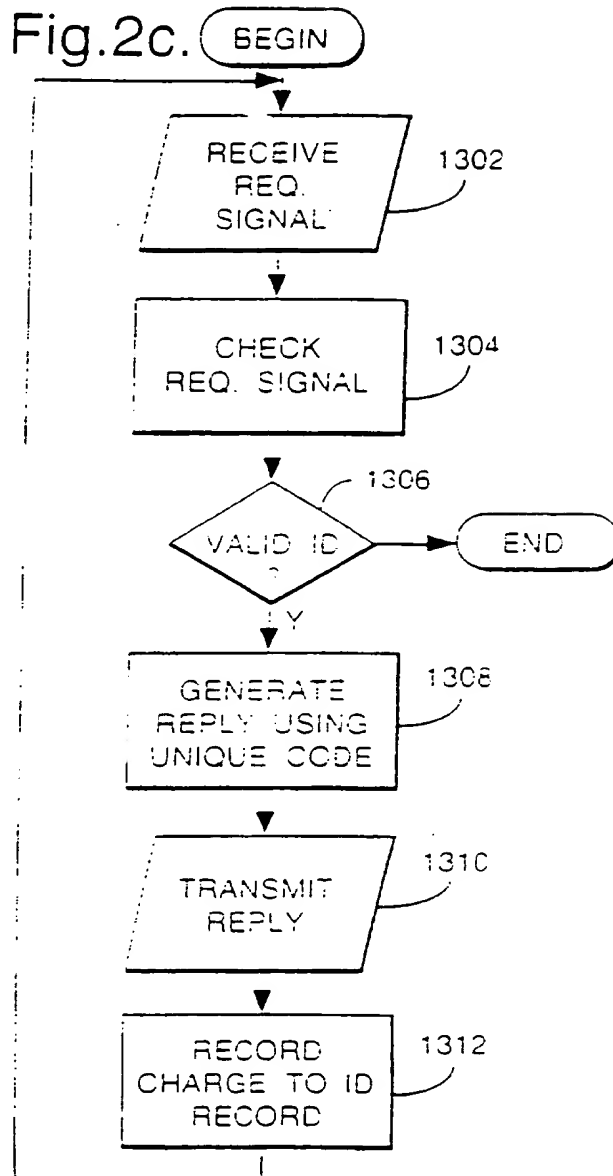 Fig.2c.
BEGIN
RECEIVE
REQ.
SIGNAL
1302
CHECK
REQ. SIGNAL
1304
1306
VALID ID
?
END
Y
GENERATE
REPLY USING
UNIQUE CODE
1308
TRANSMIT
REPLY
1310
RECORD
CHARGE TO ID
RECORD
1312